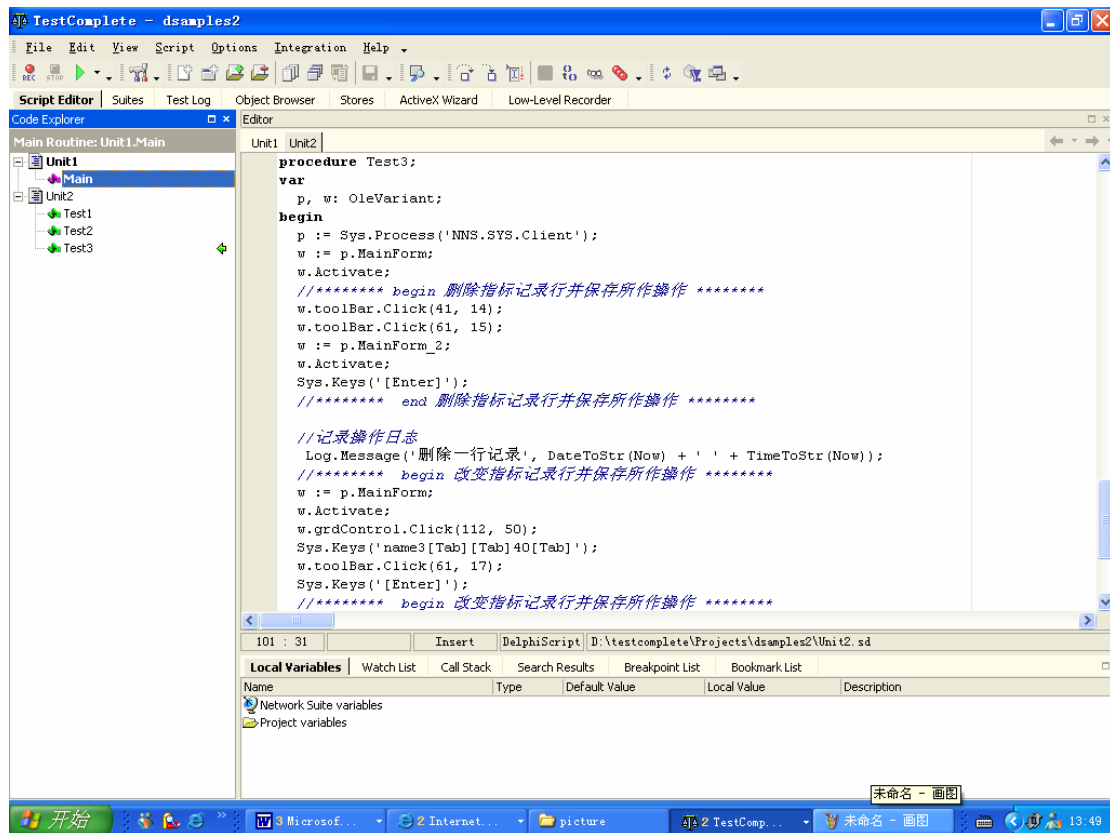 TestComplete - dsamples2
File Edit View Script Options Integration Help
REC STOP
Script Editor Suites Test Log Object Browser Stores ActiveX Wizard Low-Level Recorder
Code Explorer
Main Routine: Unit1.Main
Unit1
Main
Unit2
Test1
Test2
Test3
Editor
Unit1 Unit2
procedure Test3;
var
p, w: OleVariant;
begin
p := Sys.Process('NNS.SYS.Client');
w := p.MainForm;
w.Activate;
//******** begin 删除指标记录行并保存所作操作 ********
w.toolBar.Click(41, 14);
w.toolBar.Click(61, 15);
w := p.MainForm_2;
w.Activate;
Sys.Keys('[Enter]');
//******** end 删除指标记录行并保存所作操作 ********
//记录操作日志
Log.Message('删除一行记录', DateToStr(Now) + ' ' + TimeToStr(Now));
//******** begin 改变指标记录行并保存所作操作 ********
w := p.MainForm;
w.Activate;
w.grdControl.Click(112, 50);
Sys.Keys('name3[Tab][Tab]40[Tab]');
w.toolBar.Click(61, 17);
Sys.Keys('[Enter]');
//******** begin 改变指标记录行并保存所作操作 ********
101 : 31 Insert DelphiScript D:\testcomplete\Projects\dsamples2\Unit2.sd
Local Variables Watch List Call Stack Search Results Breakpoint List Bookmark List
Name Type Default Value Local Value Description
Network Suite variables
Project variables
未命名 - 画图
开始 3 Microsof... 2 Internet... picture 2 TestComp... 未命名 - 画图 13:49